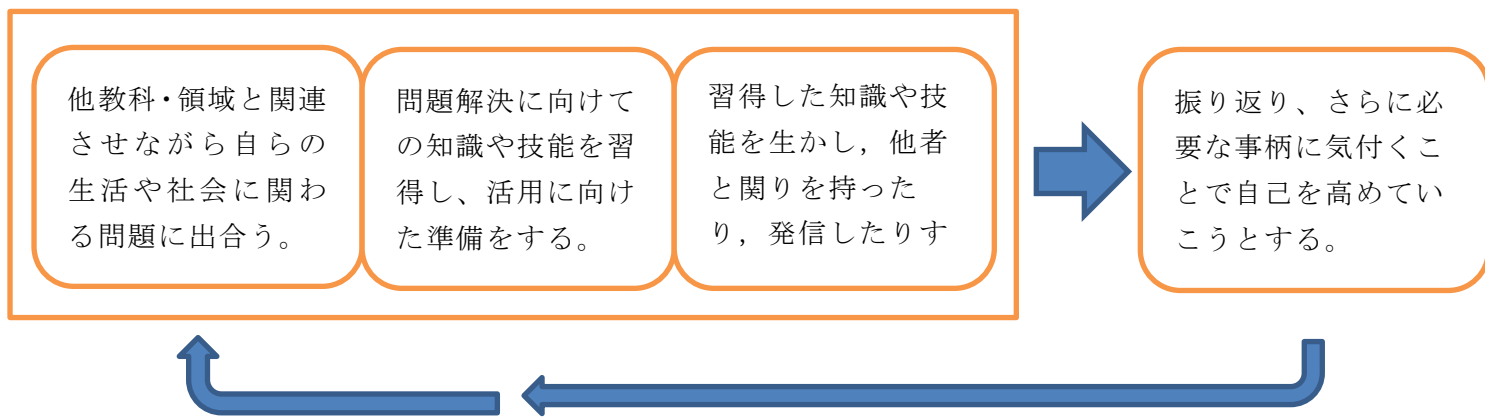 他教科・領域と関連
させながら自らの
生活や社会に関わ
る問題に出合う。
問題解決に向けて
の知識や技能を習
得し、活用に向け
た準備をする。
習得した知識や技
能を生かし，他者
と関りを持った
り，発信したりす
振り返り、さらに必
要な事柄に気付くこ
とで自己を高めてい
こうとする。